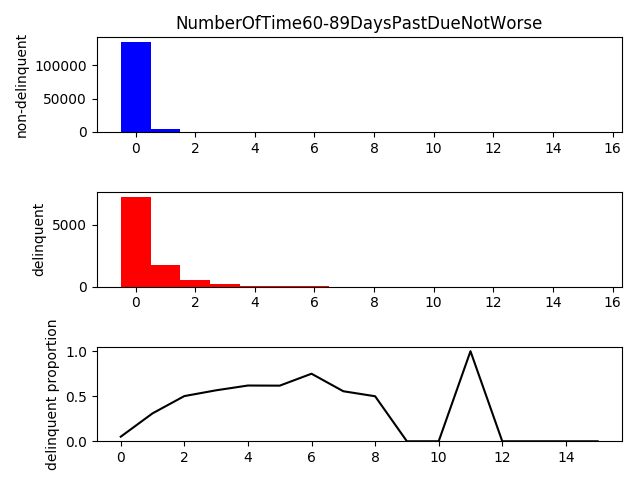 NumberOfTime60-89DaysPastDueNotWorse
non-delinquent
100000
50000
0
0 2 4 6 8 10 12 14 16
delinquent
5000
0
0 2 4 6 8 10 12 14 16
delinquent proportion
1.0
0.5
0.0
0 2 4 6 8 10 12 14